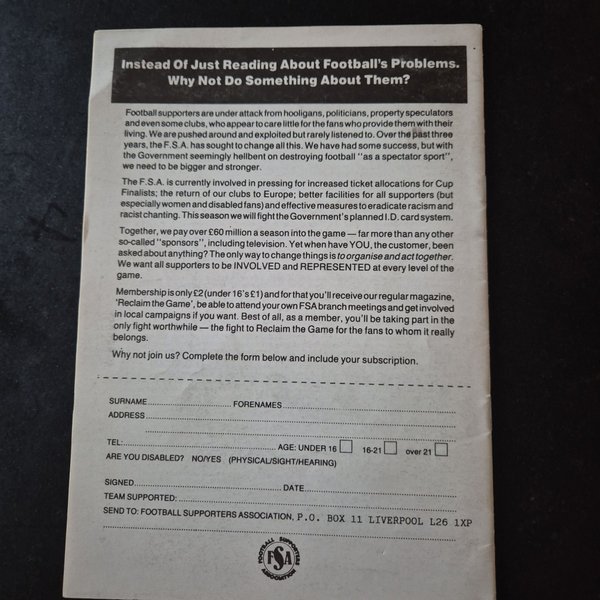 Instead Of Just Reading About Football's Problems.
Why Not Do Something About Them?
Football supporters are under attack from hooligans, politicians, property speculators
and even some clubs, who appear to care little for the fans who provide them with their
living. We are pushed around and exploited but rarely listened to. Over the past three
years, the F.S.A. has sought to change all this. We have had some success, but with
the Government seemingly hellbent on destroying football "as a spectator sport",
we need to be bigger and stronger.
The F.S.A. is currently involved in pressing for increased ticket allocations for Cup
Finalists; the return of our clubs to Europe; better facilities for all supporters (but
especially women and disabled fans) and effective measures to eradicate racism and
racist chanting. This season we will fight the Government's planned I.D. card system.
Together, we pay over £60 million a season into the game — far more than any other
so-called "sponsors", including television. Yet when have YOU, the customer, been
asked about anything? The only way to change things is to organise and act together.
We want all supporters to be INVOLVED and REPRESENTED at every level of the
game.
Membership is only £2 (under 16's £1) and for that you'll receive our regular magazine,
'Reclaim the Game', be able to attend your own FSA branch meetings and get involved
in local campaigns if you want. Best of all, as a member, you'll be taking part in the
only fight worthwhile — the fight to Reclaim the Game for the fans to whom it really
belongs.
Why not join us? Complete the form below and include your subscription.
SURNAME FORENAMES
ADDRESS
TEL: AGE: UNDER 16 16-21 over 21
ARE YOU DISABLED? NO/YES (PHYSICAL/SIGHT/HEARING)
SIGNED DATE
TEAM SUPPORTED:
SEND TO: FOOTBALL SUPPORTERS ASSOCIATION, P.O. BOX 11 LIVERPOOL L26 1XP
FOOTBALL SUPPORTERS
FSA
ASSOCIATION